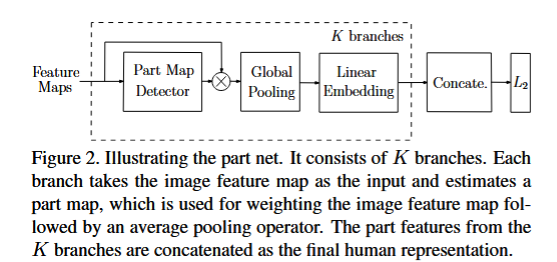 K branches
Feature
Maps
Part Map
Detector
Global
Pooling
Linear
Embedding
Concate.
L2
Figure 2. Illustrating the part net. It consists of K branches. Each
branch takes the image feature map as the input and estimates a
part map, which is used for weighting the image feature map fol-
lowed by an average pooling operator. The part features from the
K branches are concatenated as the final human representation.